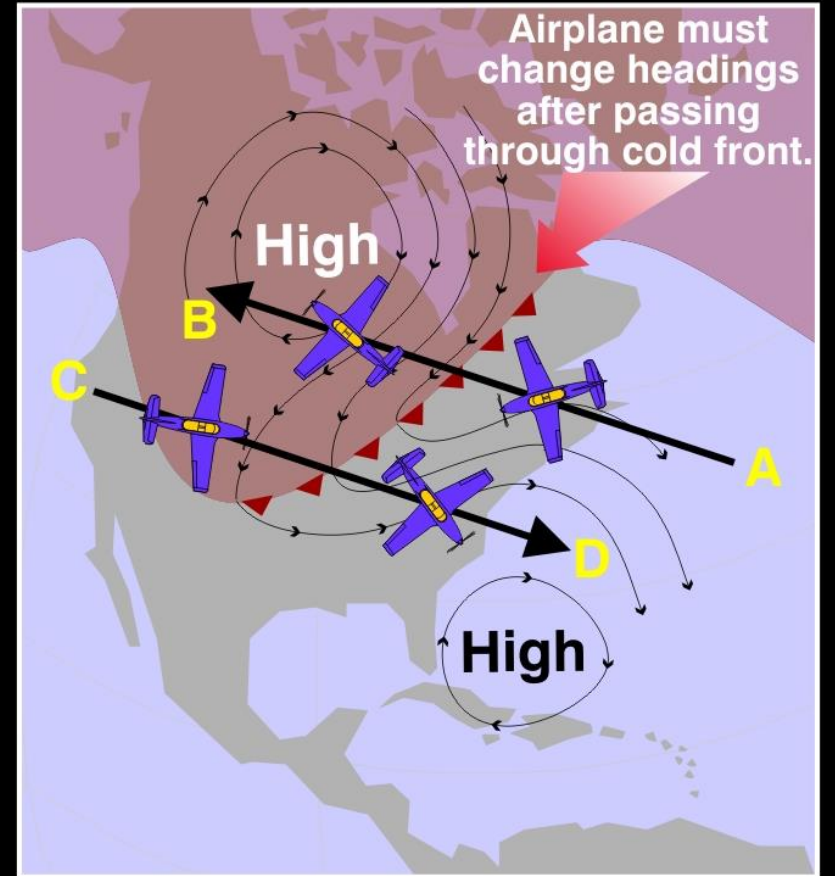 Airplane must
change headings
after passing
through cold front.
High
B
C
A
D
High